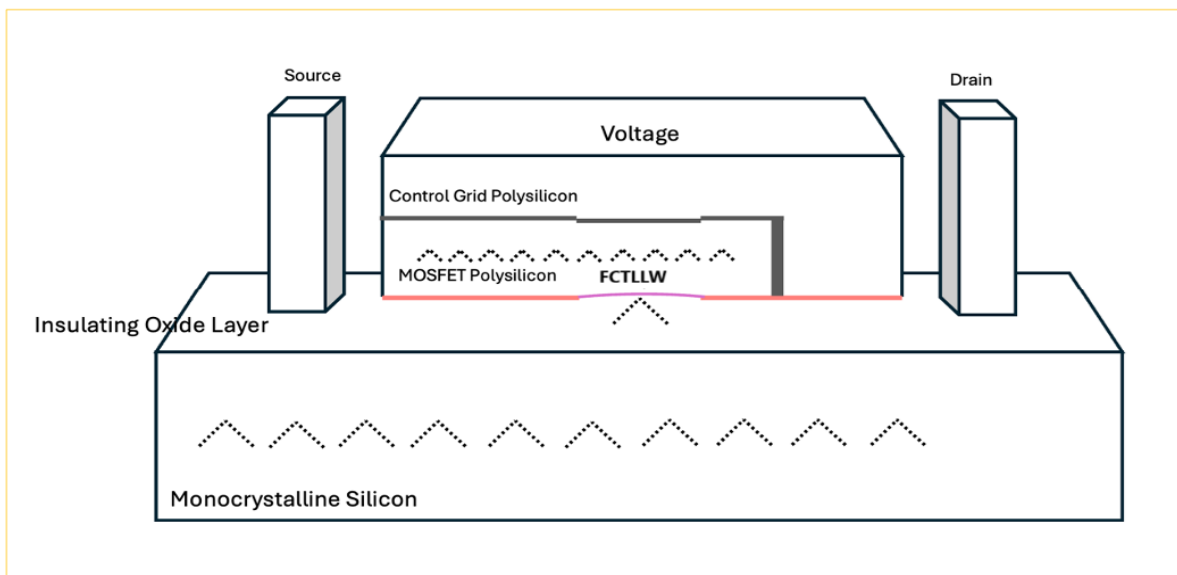 Source
Drain
Voltage
Control Grid Polysilicon
MOSFET Polysilicon
FCTLLW
Insulating Oxide Layer
Monocrystalline Silicon